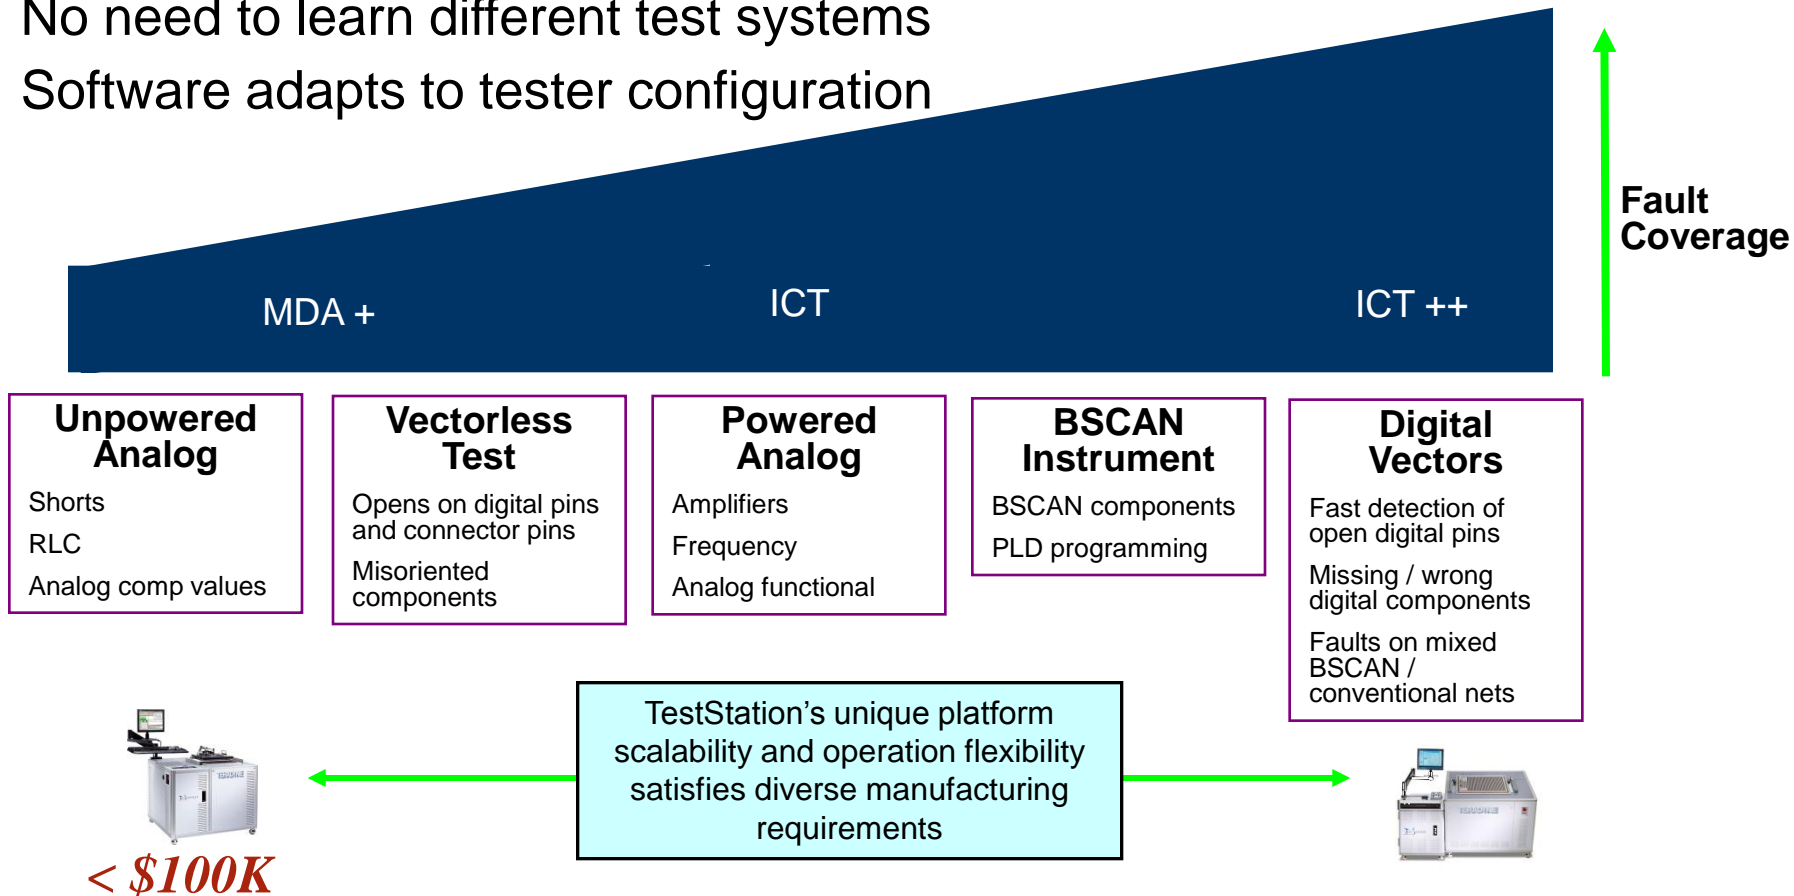 No need to learn different test systems
Software adapts to tester configuration
Fault
Coverage
MDA +
ICT
ICT ++
Unpowered
Analog
Shorts
RLC
Analog comp values
Vectorless
Test
Opens on digital pins
and connector pins
Misoriented
components
Powered
Analog
Amplifiers
Frequency
Analog functional
BSCAN
Instrument
BSCAN components
PLD programming
Digital
Vectors
Fast detection of
open digital pins
Missing / wrong
digital components
Faults on mixed
BSCAN /
conventional nets
TestStation’s unique platform
scalability and operation flexibility
satisfies diverse manufacturing
requirements
TERADYNE
TERADYNE
< $100K